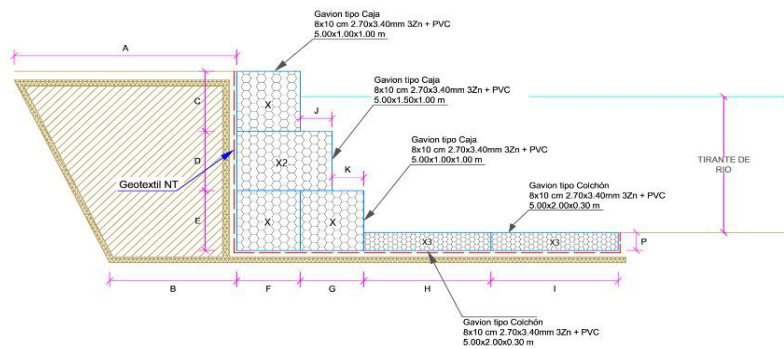 Gavion tipo Caja
8x10 cm 2.70x3.40mm 3Zn + PVC
5.00x1.00x1.00 m
A
Gavion tipo Caja
8x10 cm 2.70x3.40mm 3Zn + PVC
5.00x1.50x1.00 m
C
X
J
Gavion tipo Caja
8x10 cm 2.70x3.40mm 3Zn + PVC
5.00x1.00x1.00 m
D
X2
K
TIRANTE DE
RIO
Geotextil NT
Gavion tipo Colchón
8x10 cm 2.70x3.40mm 3Zn + PVC
5.00x2.00x0.30 m
E
X
X
X3
X3
P
B
F
G
H
I
Gavion tipo Colchón
8x10 cm 2.70x3.40mm 3Zn + PVC
5.00x2.00x0.30 m